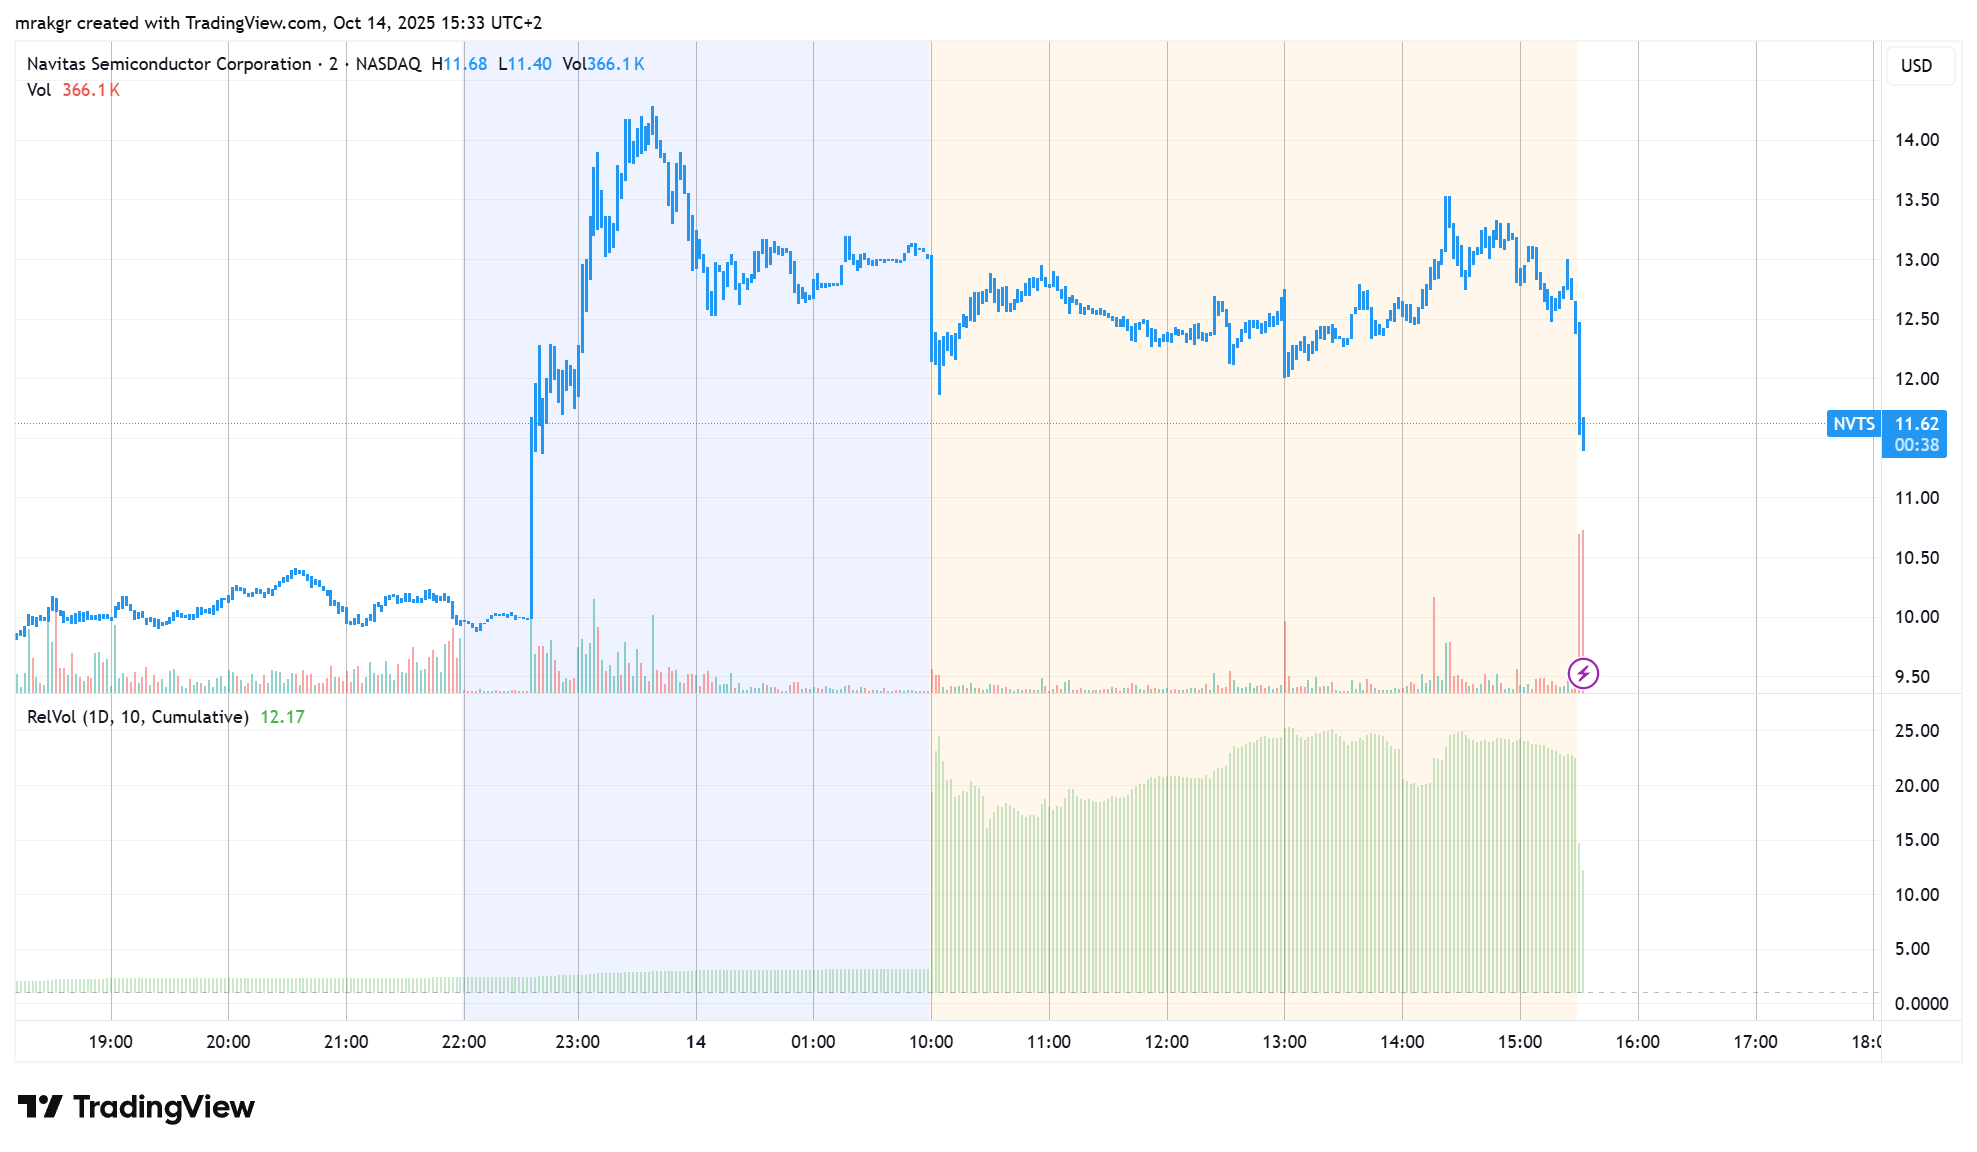 mrakgr created with TradingView.com, Oct 14, 2025 15:33 UTC+2
Navitas Semiconductor Corporation · 2 · NASDAQ H11.68 L11.40 Vol366.1K
Vol 366.1K
USD
14.00
13.50
13.00
12.50
12.00
NVTS 11.62
00:38
11.00
10.50
10.00
9.50
RelVol (1D, 10, Cumulative) 12.17
25.00
20.00
15.00
10.00
5.00
0.0000
19:00 20:00 21:00 22:00 23:00 14 01:00 10:00 11:00 12:00 13:00 14:00 15:00 16:00 17:00 18:0
TradingView